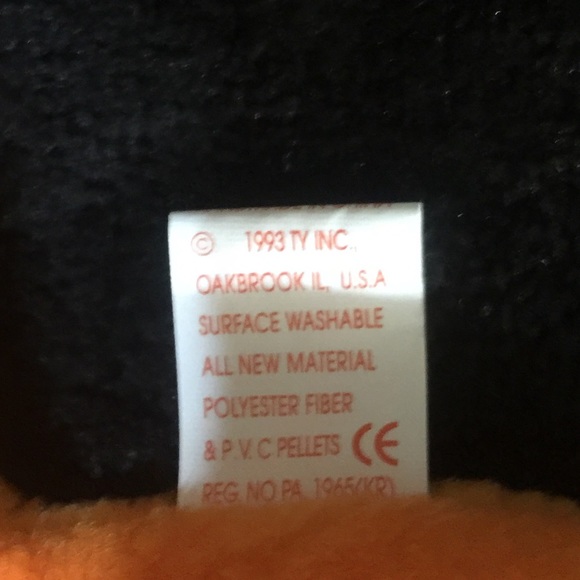 © 1993 TY INC.,
OAKBROOK IL, U.S.A
SURFACE WASHABLE
ALL NEW MATERIAL
POLYESTER FIBER
& P.V.C PELLETS CE
REG. NO PA. 1965(KR)